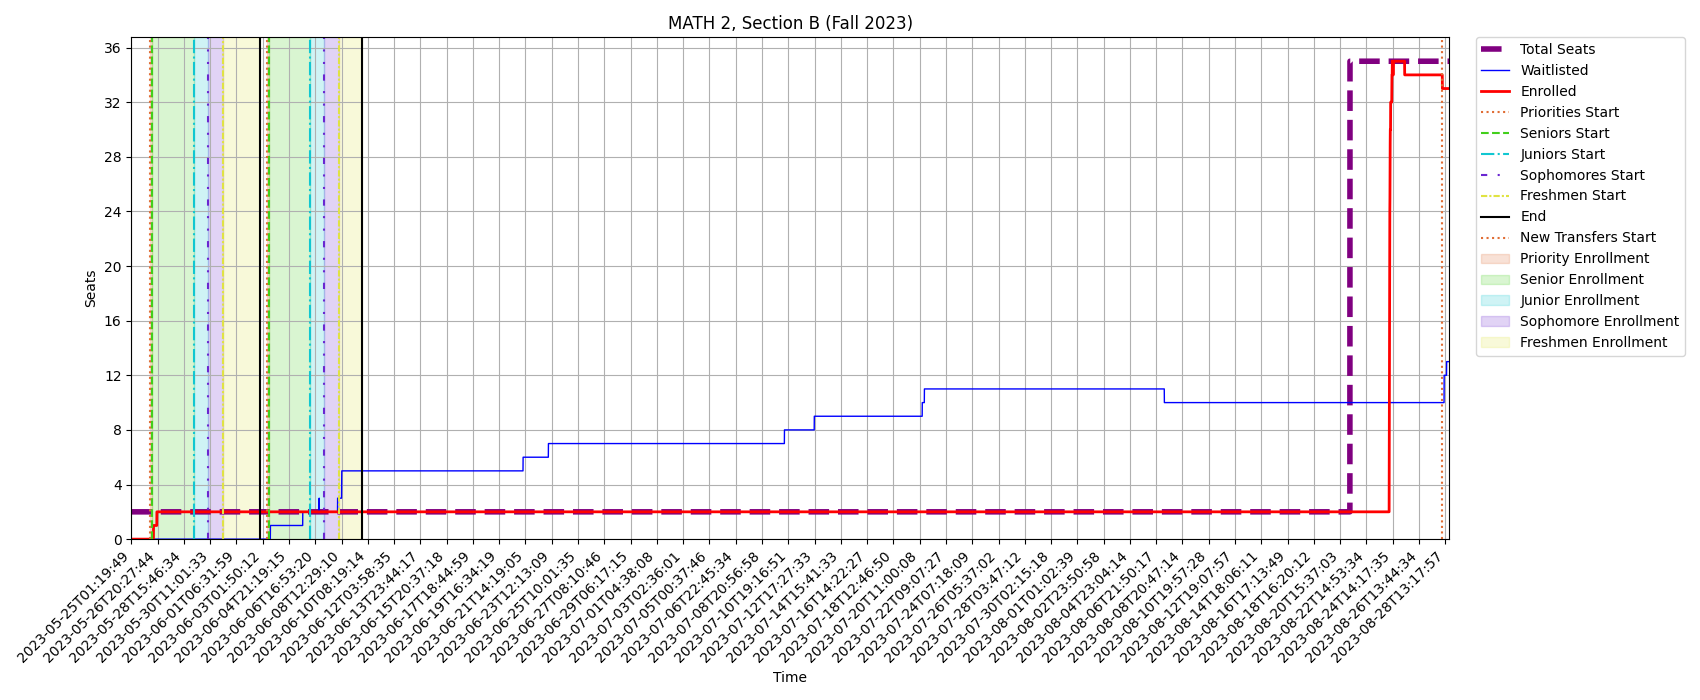 MATH 2, Section B (Fall 2023)
Seats
36
32
28
24
20
16
12
8
4
0
2023-05-25T01:19:49
2023-05-26T20:27:44
2023-05-28T15:46:34
2023-05-30T11:01:33
2023-06-01T06:31:59
2023-06-03T01:50:12
2023-06-04T21:19:15
2023-06-06T16:53:20
2023-06-08T12:29:10
2023-06-10T08:19:14
2023-06-12T03:58:35
2023-06-13T23:44:17
2023-06-15T20:37:18
2023-06-17T18:44:59
2023-06-19T16:34:19
2023-06-21T14:19:05
2023-06-23T12:13:09
2023-06-25T10:01:35
2023-06-27T08:10:46
2023-06-29T06:17:15
2023-07-01T04:38:08
2023-07-03T02:36:01
2023-07-05T00:37:46
2023-07-06T22:45:34
2023-07-08T20:56:58
2023-07-10T19:16:51
2023-07-12T17:27:33
2023-07-14T15:41:33
2023-07-16T14:22:27
2023-07-18T12:46:50
2023-07-20T11:00:08
2023-07-22T09:07:27
2023-07-24T07:18:09
2023-07-26T05:37:02
2023-07-28T03:47:12
2023-07-30T02:15:18
2023-08-01T01:02:39
2023-08-02T23:50:58
2023-08-04T23:04:14
2023-08-06T21:50:17
2023-08-08T20:47:14
2023-08-10T19:57:28
2023-08-12T19:07:57
2023-08-14T18:06:11
2023-08-16T17:13:49
2023-08-18T16:20:12
2023-08-20T15:37:03
2023-08-22T14:53:34
2023-08-24T14:17:35
2023-08-26T13:44:34
2023-08-28T13:17:57
Time
Total Seats
Waitlisted
Enrolled
Priorities Start
Seniors Start
Juniors Start
Sophomores Start
Freshmen Start
End
New Transfers Start
Priority Enrollment
Senior Enrollment
Junior Enrollment
Sophomore Enrollment
Freshmen Enrollment